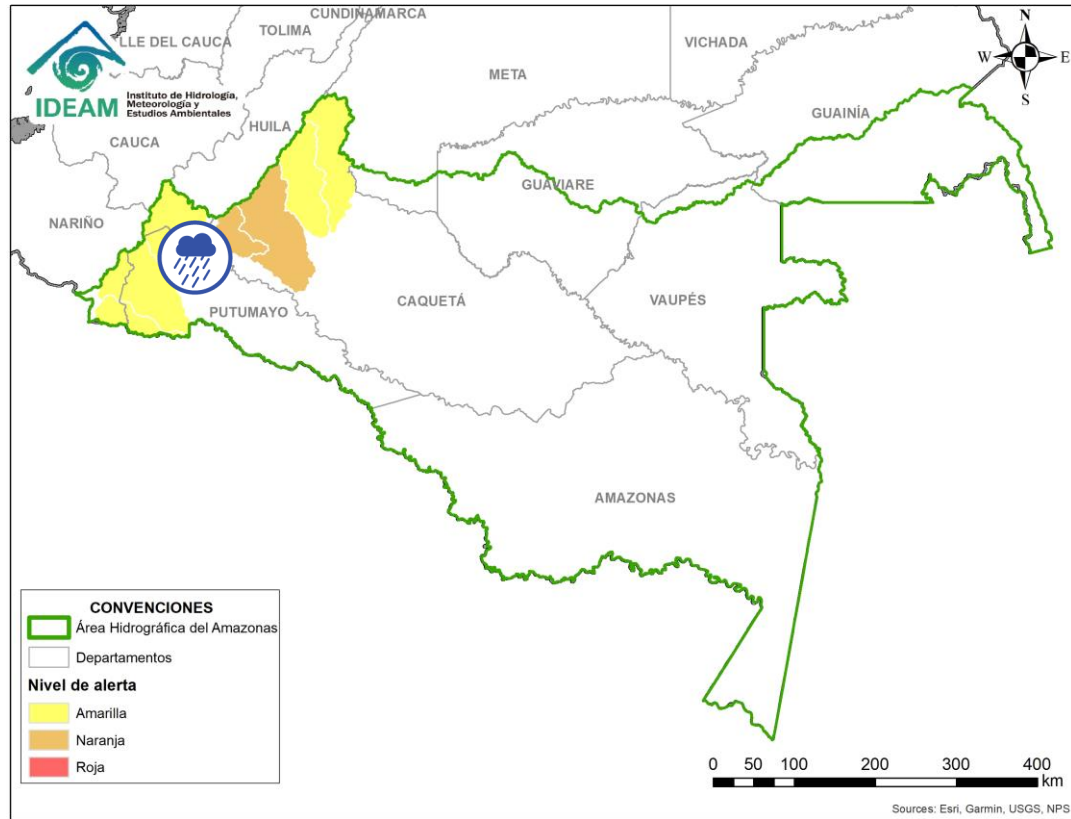 CUNDINAMARCA
TOLIMA
LLE DEL CAUCA
VICHADA
N
W E
S
META
IDEAM
Instituto de Hidrología,
Meteorología y
Estudios Ambientales
HUILA
GUAINÍA
CAUCA
GUAVIARE
NARIÑO
CAQUETÁ
VAUPÉS
PUTUMAYO
AMAZONAS
CONVENCIONES
Área Hidrográfica del Amazonas
Departamentos
Nivel de alerta
Amarilla
Naranja
Roja
0 50 100 200 300 400
km
Sources: Esri, Garmin, USGS, NPS